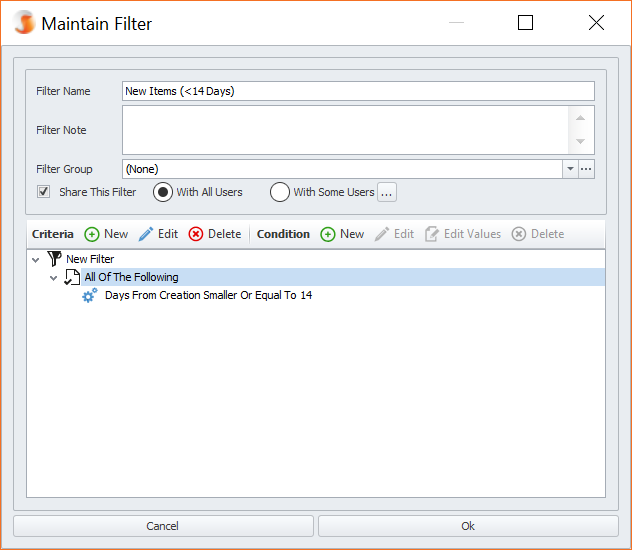 Maintain Filter
Filter Name New Items (<14 Days)
Filter Note
Filter Group (None) ...
Share This Filter With All Users With Some Users ...
Criteria New Edit Delete Condition New Edit Edit Values Delete
New Filter
All Of The Following
Days From Creation Smaller Or Equal To 14
Cancel Ok